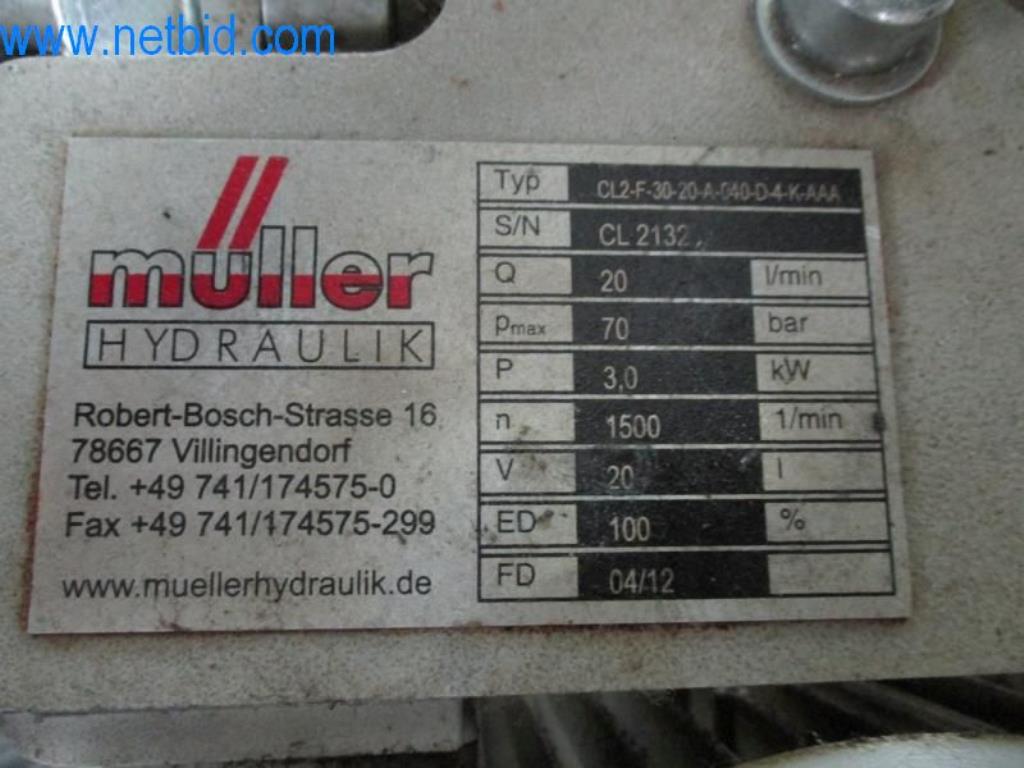 www.netbid.com
müller
HYDRAULIK
Robert-Bosch-Strasse 16
78667 Villingendorf
Tel. +49 741/174575-0
Fax +49 741/174575-299
www.muellerhydraulik.de
Typ CL2-F-30-20-A-040-D-4-K-AAA
S/N CL 2132
Q 20 l/min
pmax 70 bar
P 3,0 kW
n 1500 1/min
V 20 l
ED 100 %
FD 04/12